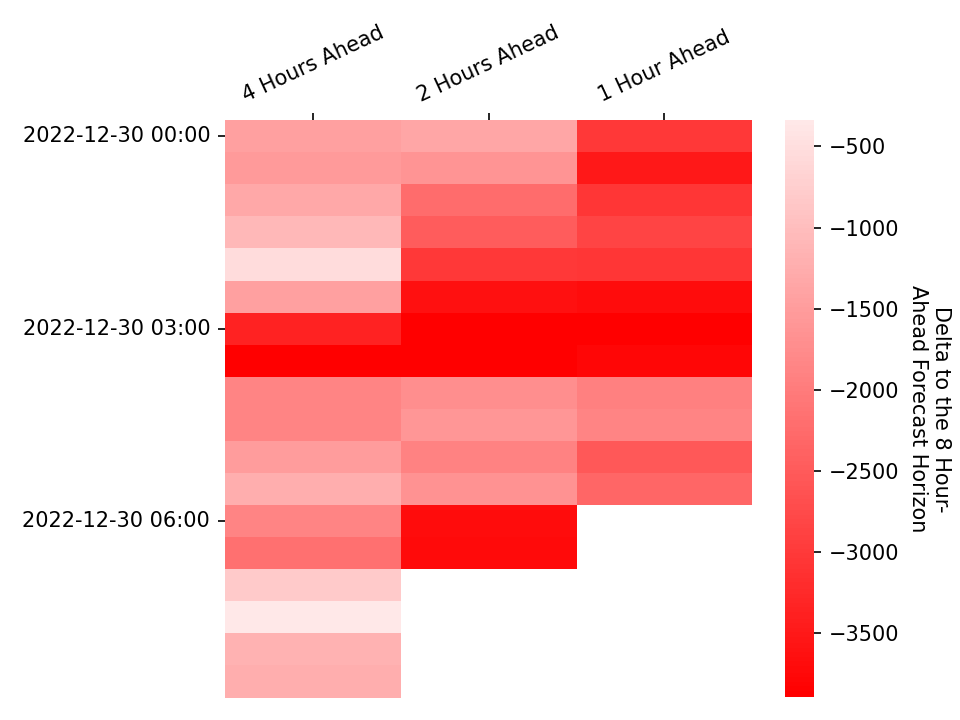 4 Hours Ahead
2 Hours Ahead
1 Hour Ahead
2022-12-30 00:00
2022-12-30 03:00
2022-12-30 06:00
−500
−1000
−1500
−2000
−2500
−3000
−3500
Delta to the 8 Hour-
Ahead Forecast Horizon